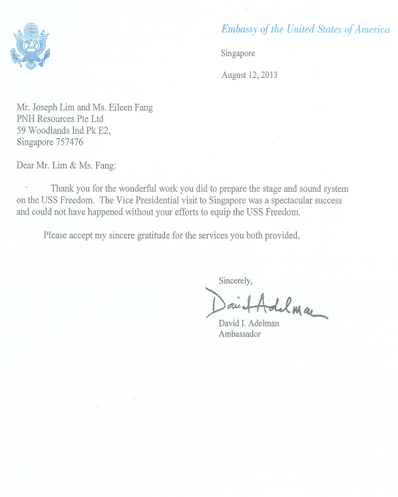 Embassy of the United States of America
Singapore
August 12, 2013
Mr. Joseph Lim and Ms. Eileen Fang
PNH Resources Pte Ltd
59 Woodlands Ind Pk E2,
Singapore 757476
Dear Mr. Lim & Ms. Fang:
Thank you for the wonderful work you did to prepare the stage and sound system
on the USS Freedom. The Vice Presidential visit to Singapore was a spectacular success
and could not have happened without your efforts to equip the USS Freedom.
Please accept my sincere gratitude for the services you both provided.
Sincerely,
David Adelman
David I. Adelman
Ambassador